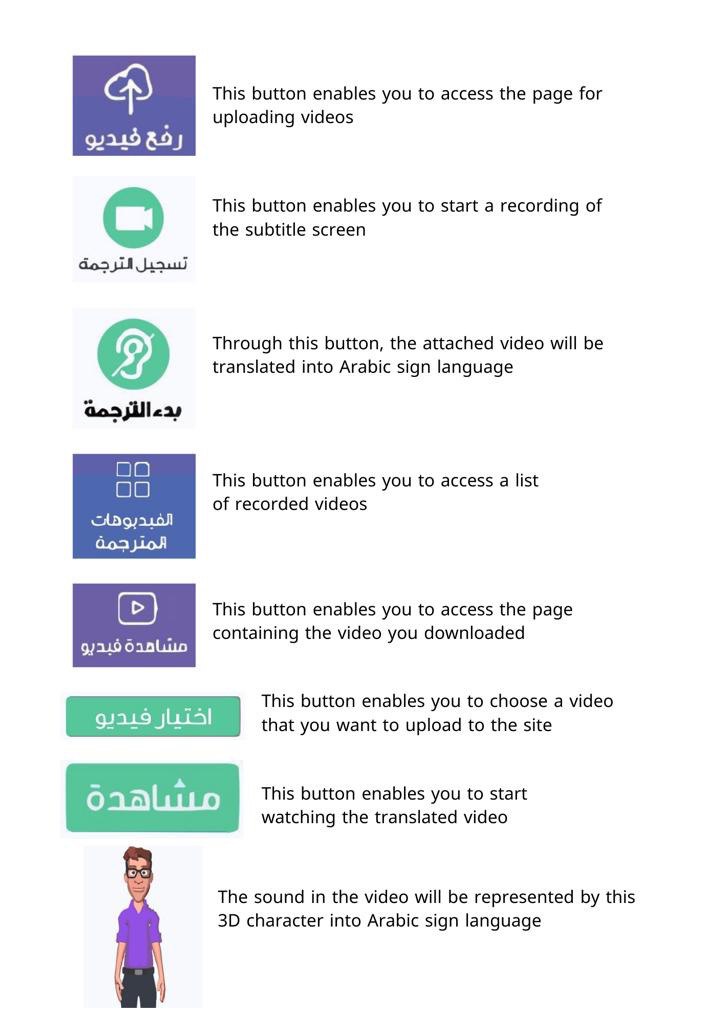 رفع فيديو
This button enables you to access the page for
uploading videos
تسجيل الترجمة
This button enables you to start a recording of
the subtitle screen
بدء الترجمة
Through this button, the attached video will be
translated into Arabic sign language
الفيديوهات
المترجمة
This button enables you to access a list
of recorded videos
مشاهدة فيديو
This button enables you to access the page
containing the video you downloaded
اختيار فيديو
This button enables you to choose a video
that you want to upload to the site
مشاهدة
This button enables you to start
watching the translated video
The sound in the video will be represented by this
3D character into Arabic sign language